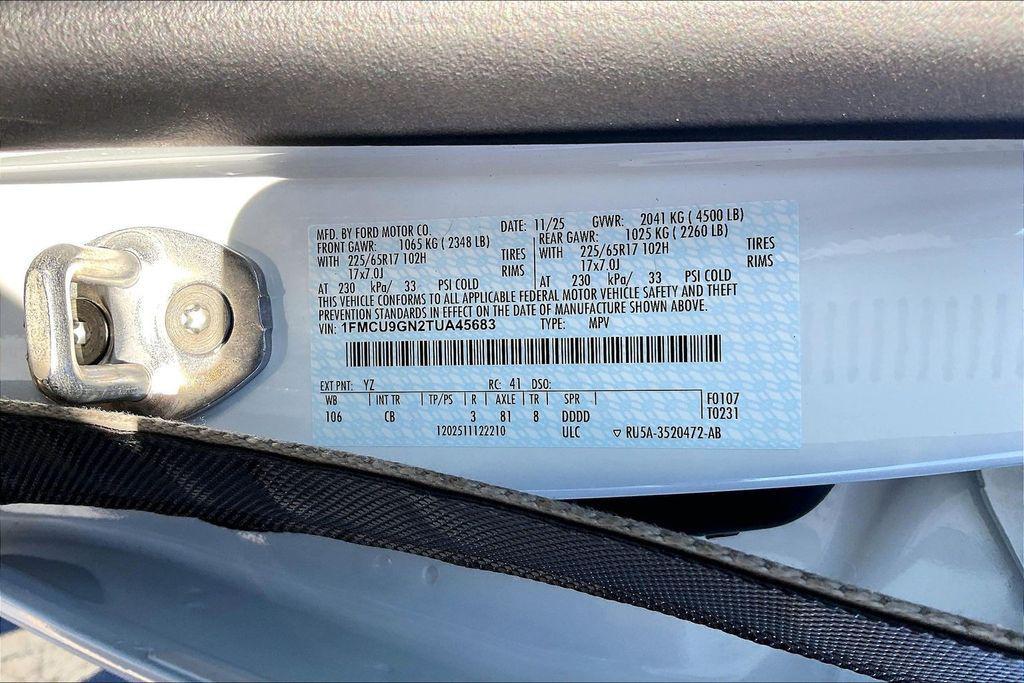 MFD. BY FORD MOTOR CO. DATE: 11/25 GVWR: 2041 KG ( 4500 LB)
FRONT GAWR: 1065 KG ( 2348 LB) REAR GAWR: 1025 KG ( 2260 LB)
WITH 225/65R17 102H TIRES WITH 225/65R17 102H TIRES
17x7.0J RIMS 17x7.0J RIMS
AT 230 kPa/ 33 PSI COLD AT 230 kPa/ 33 PSI COLD
THIS VEHICLE CONFORMS TO ALL APPLICABLE FEDERAL MOTOR VEHICLE SAFETY AND THEFT
PREVENTION STANDARDS IN EFFECT ON THE DATE OF MANUFACTURE SHOWN ABOVE.
VIN: 1FMCU9GN2TUA45683 TYPE: MPV
EXT PNT: YZ RC: 41 DSO:
WB INT TR TP/PS R AXLE TR SPR F0107
106 CB 3 81 8 DDDD T0231
1202511122210 ULC ▽ RU5A-3520472-AB